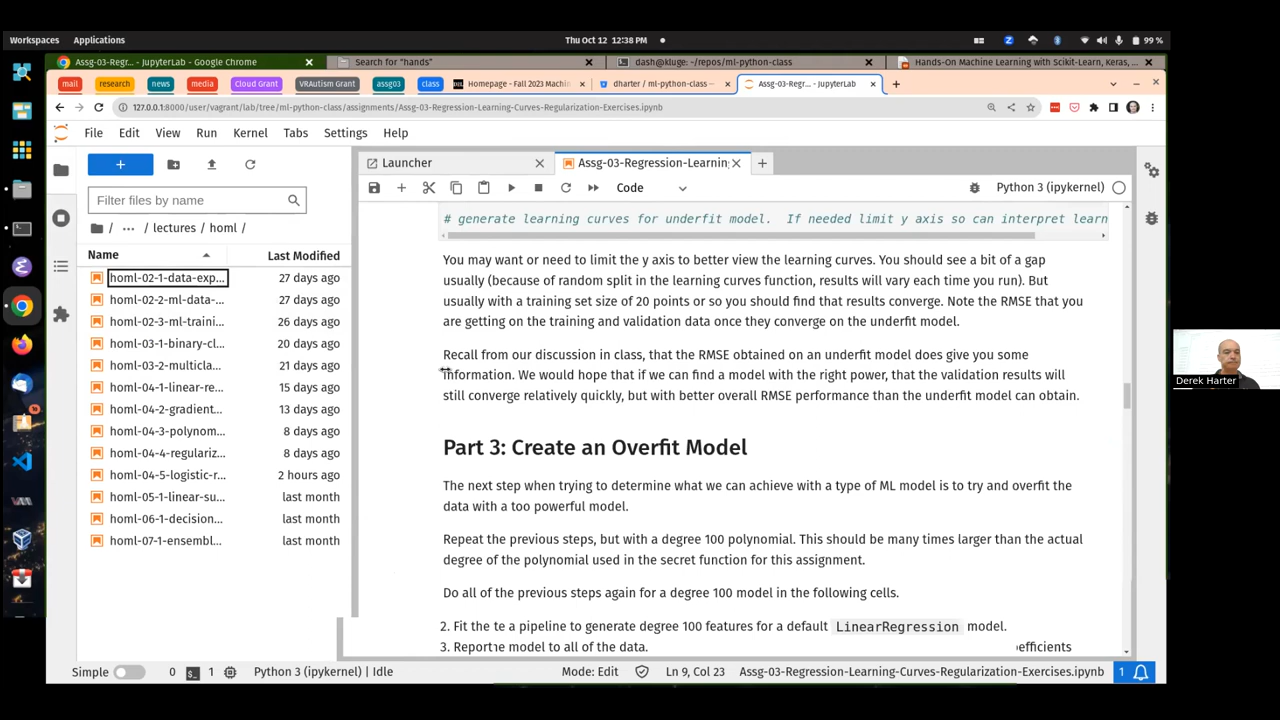 Workspaces Applications Thu Oct 12 12:38 PM 99 %
Assg-03-Regr... - JupyterLab - Google Chrome Search for "hands" dash@kluge: ~/repos/ml-python-class Hands-On Machine Learning with Scikit-Learn, Keras, ...
mail research news media Cloud Grant VRAutism Grant assg03 class Homepage - Fall 2023 Machin dharter / ml-python-class — Assg-03-Regr... - JupyterLab
127.0.0.1:8000/user/vagrant/lab/tree/ml-python-class/assignments/Assg-03-Regression-Learning-Curves-Regularization-Exercises.ipynb
File Edit View Run Kernel Tabs Settings Help
Launcher Assg-03-Regression-Learning
Code Python 3 (ipykernel)
Filter files by name
/ ... / lectures / homl /
Name Last Modified
homl-02-1-data-exp... 27 days ago
homl-02-2-ml-data-... 27 days ago
homl-02-3-ml-traini... 26 days ago
homl-03-1-binary-cl... 20 days ago
homl-03-2-multicla... 21 days ago
homl-04-1-linear-re... 15 days ago
homl-04-2-gradient... 13 days ago
homl-04-3-polynom... 8 days ago
homl-04-4-regulariz... 8 days ago
homl-04-5-logistic-r... 2 hours ago
homl-05-1-linear-su... last month
homl-06-1-decision... last month
homl-07-1-ensembl... last month
# generate learning curves for underfit model. If needed limit y axis so can interpret learn
You may want or need to limit the y axis to better view the learning curves. You should see a bit of a gap
usually (because of random split in the learning curves function, results will vary each time you run). But
usually with a training set size of 20 points or so you should find that results converge. Note the RMSE that you
are getting on the training and validation data once they converge on the underfit model.
Recall from our discussion in class, that the RMSE obtained on an underfit model does give you some
information. We would hope that if we can find a model with the right power, that the validation results will
still converge relatively quickly, but with better overall RMSE performance than the underfit model can obtain.
Part 3: Create an Overfit Model
The next step when trying to determine what we can achieve with a type of ML model is to try and overfit the
data with a too powerful model.
Repeat the previous steps, but with a degree 100 polynomial. This should be many times larger than the actual
degree of the polynomial used in the secret function for this assignment.
Do all of the previous steps again for a degree 100 model in the following cells.
2. Fit the te a pipeline to generate degree 100 features for a default LinearRegression model.
3. Report model to all of the data. efficients
Simple 0 1 Python 3 (ipykernel) | Idle Mode: Edit Ln 9, Col 23 Assg-03-Regression-Learning-Curves-Regularization-Exercises.ipynb 1
Derek Harter